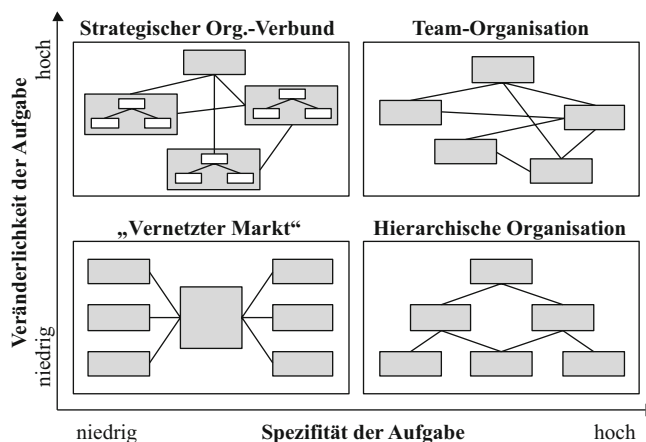 Strategischer Org.-Verbund
Team-Organisation
hoch
Veränderlichkeit der Aufgabe
„Vernetzter Markt“
Hierarchische Organisation
niedrig
niedrig
Spezifität der Aufgabe
hoch